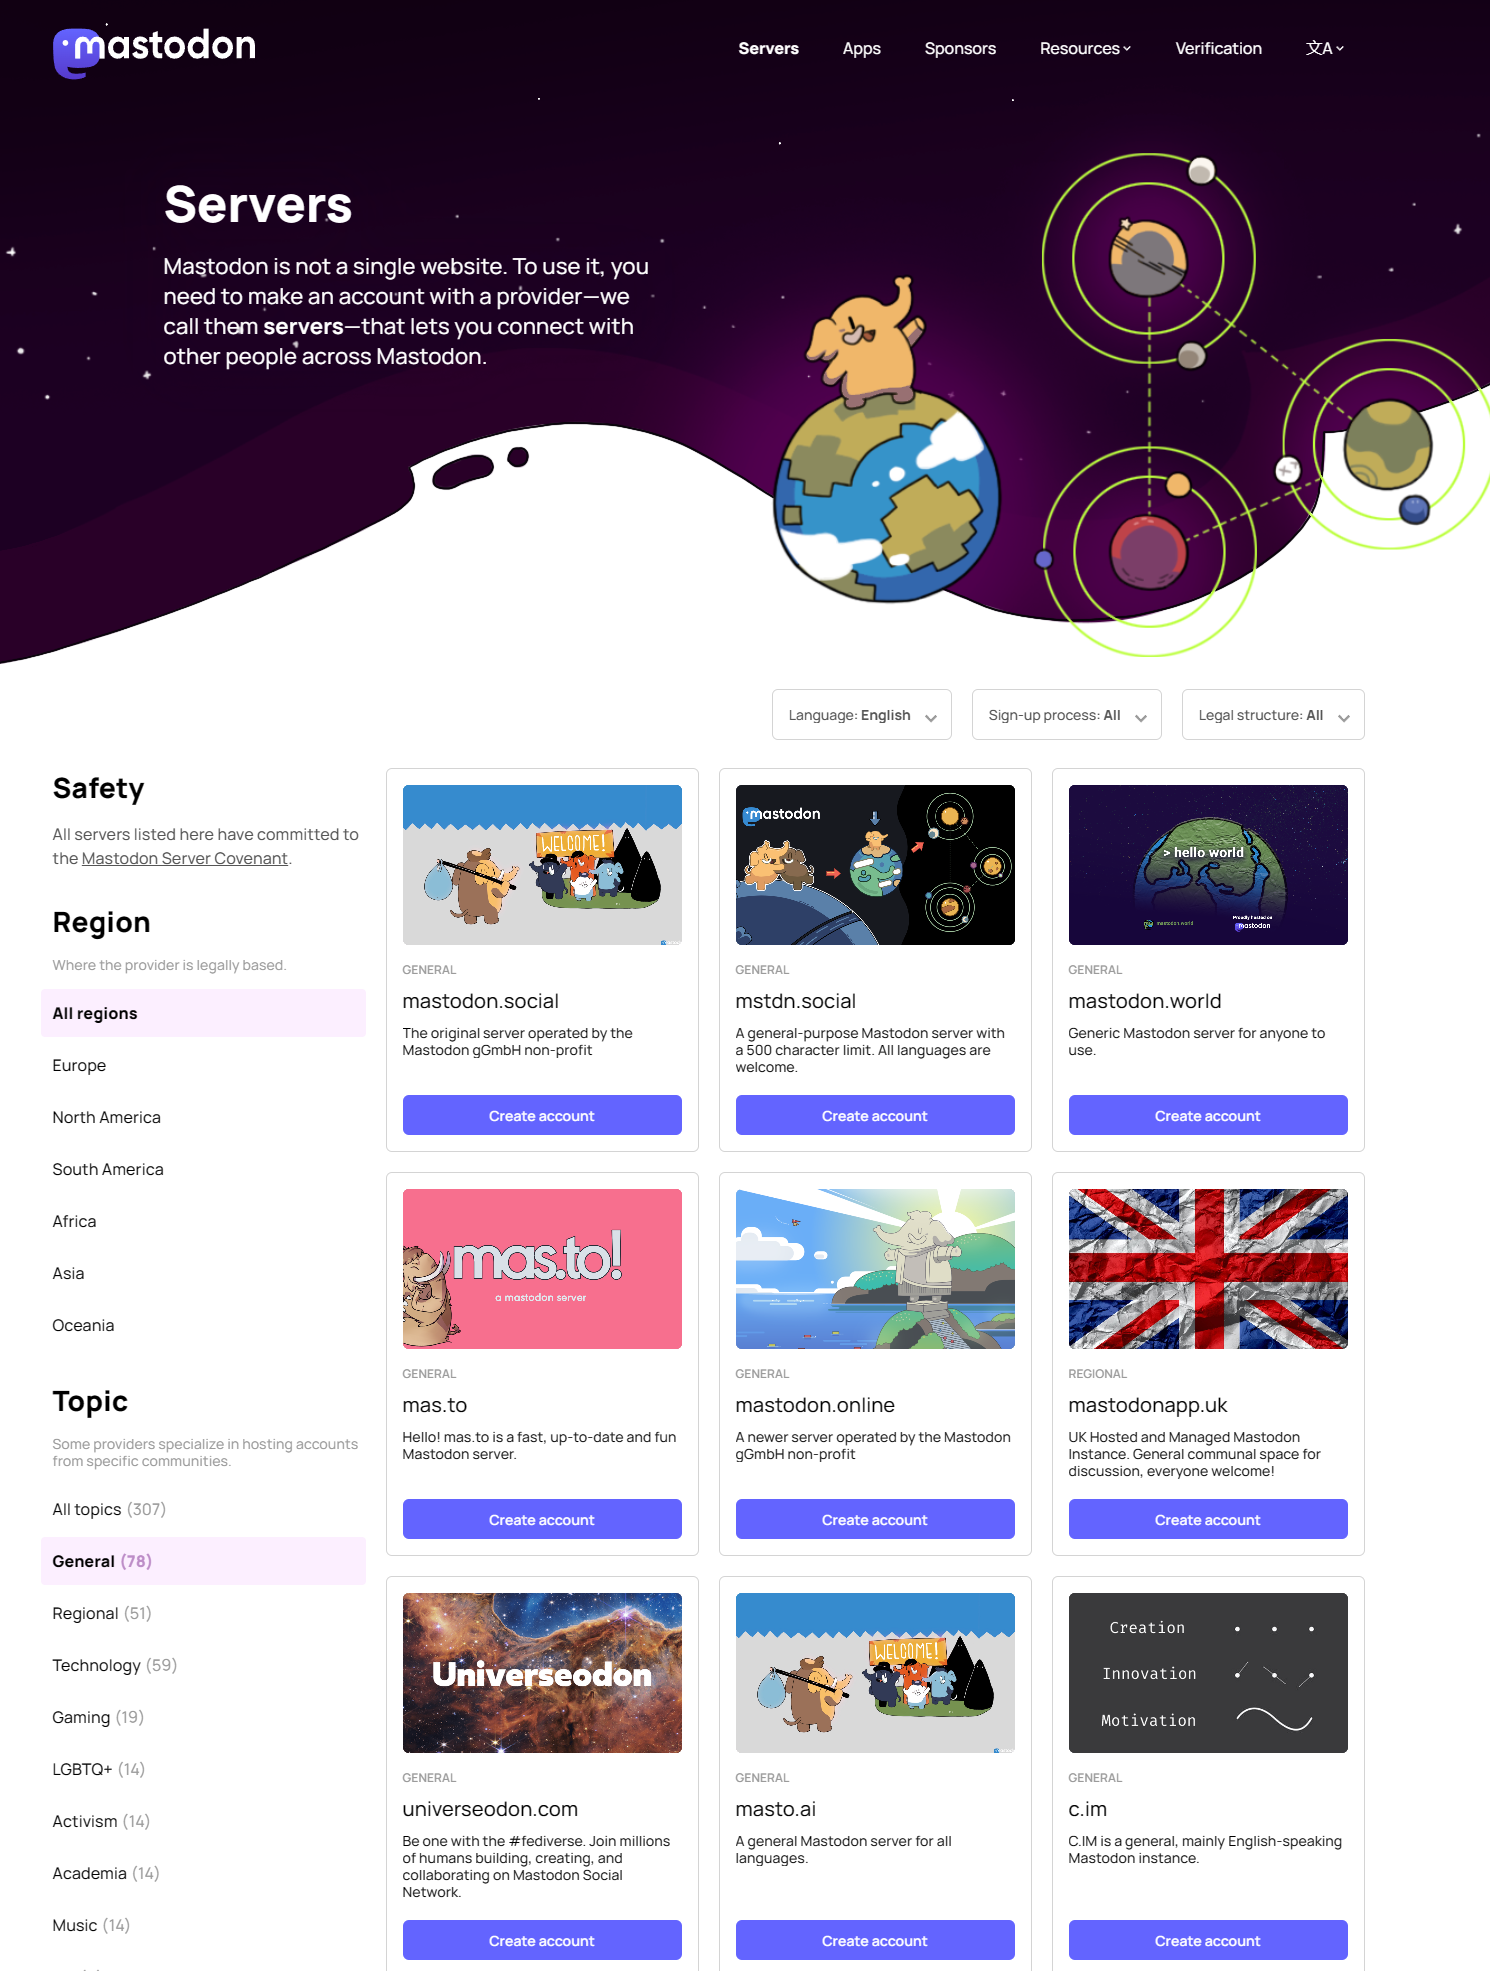 mastodon
Servers
Apps
Sponsors
Resources
Verification
文A
Servers
Mastodon is not a single website. To use it, you
need to make an account with a provider—we
call them servers—that lets you connect with
other people across Mastodon.
Language: English
Sign-up process: All
Legal structure: All
Safety
All servers listed here have committed to
the Mastodon Server Covenant.
Region
Where the provider is legally based.
All regions
Europe
North America
South America
Africa
Asia
Oceania
Topic
Some providers specialize in hosting accounts
from specific communities.
All topics (307)
General (78)
Regional (51)
Technology (59)
Gaming (19)
LGBTQ+ (14)
Activism (14)
Academia (14)
Music (14)
WELCOME!
GENERAL
mastodon.social
The original server operated by the
Mastodon gGmbH non-profit
Create account
mastodon
GENERAL
mstdn.social
A general-purpose Mastodon server with
a 500 character limit. All languages are
welcome.
Create account
> hello world
mastodon.world
Proudly hosted on
mastodon
GENERAL
mastodon.world
Generic Mastodon server for anyone to
use.
Create account
mas.to!
a mastodon server
GENERAL
mas.to
Hello! mas.to is a fast, up-to-date and fun
Mastodon server.
Create account
GENERAL
mastodon.online
A newer server operated by the Mastodon
gGmbH non-profit
Create account
REGIONAL
mastodonapp.uk
UK Hosted and Managed Mastodon
Instance. General communal space for
discussion, everyone welcome!
Create account
Universeodon
GENERAL
universeodon.com
Be one with the #fediverse. Join millions
of humans building, creating, and
collaborating on Mastodon Social
Network.
Create account
WELCOME!
GENERAL
masto.ai
A general Mastodon server for all
languages.
Create account
Creation
Innovation
Motivation
GENERAL
c.im
C.IM is a general, mainly English-speaking
Mastodon instance.
Create account